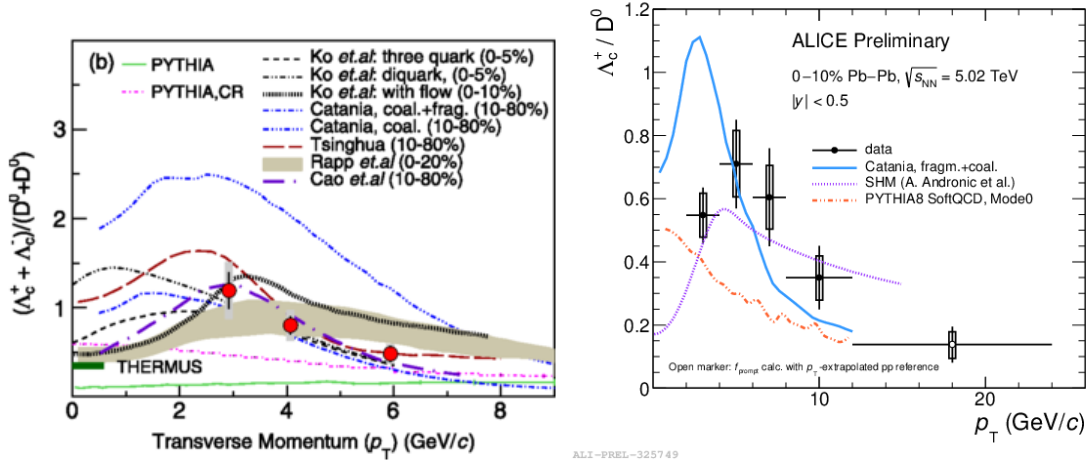 (b)
PYTHIA
PYTHIA,CR
Ko et.al: three quark (0-5%)
Ko et.al: diquark, (0-5%)
Ko et.al: with flow (0-10%)
Catania, coal.+frag. (10-80%)
Catania, coal. (10-80%)
Tsinghua (10-80%)
Rapp et.al (0-20%)
Cao et.al (10-80%)
3
2
1
(Λc+ + Λc-)/(D0+D̄0)
THERMUS
0 2 4 6 8
Transverse Momentum (pT) (GeV/c)
Λc+ / D0
1.2
1
0.8
0.6
0.4
0.2
0
ALICE Preliminary
0−10% Pb−Pb, √sNN = 5.02 TeV
|y| < 0.5
data
Catania, fragm.+coal.
SHM (A. Andronic et al.)
PYTHIA8 SoftQCD, Mode0
Open marker: fprompt calc. with pT-extrapolated pp reference
0 10 20
pT (GeV/c)
ALI-PREL-325749